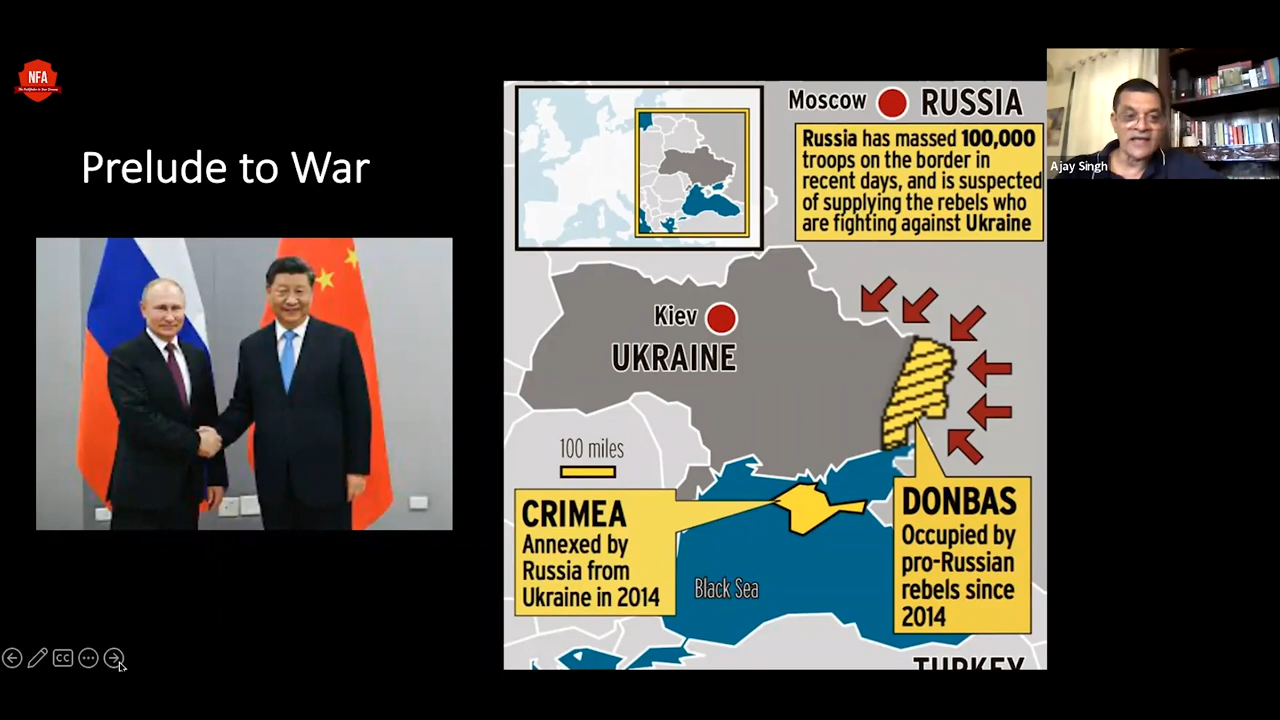 NFA
Prelude to War
Moscow
RUSSIA
Russia has massed 100,000
troops on the border in
recent days, and is suspected
of supplying the rebels who
are fighting against Ukraine
Kiev
UKRAINE
100 miles
CRIMEA
Annexed by
Russia from
Ukraine in 2014
Black Sea
DONBAS
Occupied by
pro-Russian
rebels since
2014
TURKEY
Ajay Singh
CC